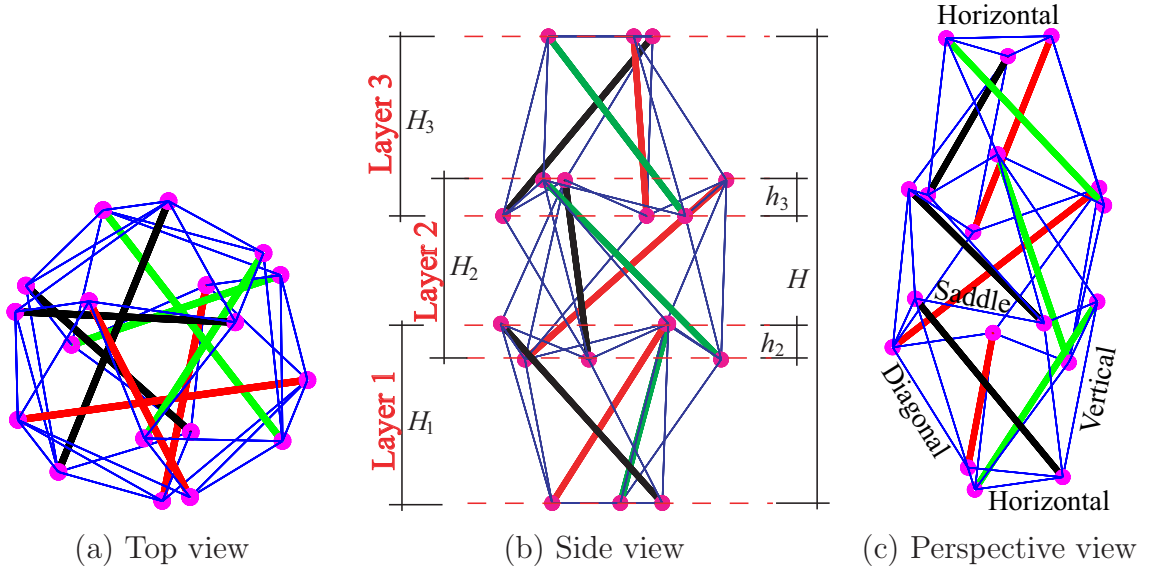 Horizontal
Layer 3
H₃
h₃
Layer 2
H₂
H
Saddle
h₂
Layer 1
H₁
Diagonal
Vertical
Horizontal
(a) Top view
(b) Side view
(c) Perspective view